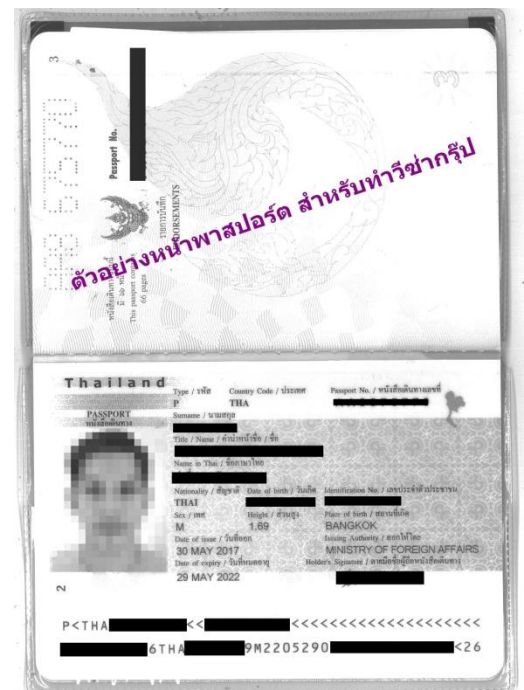 3
Passport No.
รายการบันทึก
ENDORSEMENTS
This passport
66 pages
ตัวอย่างหน้าพาสปอร์ต สำหรับทำวีซ่ากรุ๊ป
Thailand
PASSPORT
หนังสือเดินทาง
Type / รหัส Country Code / ประเทศ Passport No. / หนังสือเดินทางเลขที่
P THA
Surname / นามสกุล
Title / Name / คำนำหน้าชื่อ / ชื่อ
Name in Thai / ชื่อภาษาไทย
Nationality / สัญชาติ Date of birth / วันเกิด Identification No. / เลขประจำตัวประชาชน
THAI
Sex / เพศ Height / ส่วนสูง Place of birth / สถานที่เกิด
M 1.69 BANGKOK
Date of issue / วันที่ออก Issuing Authority / ออกให้โดย
30 MAY 2017 MINISTRY OF FOREIGN AFFAIRS
Date of expiry / วันที่หมดอายุ Holder's Signature / ลายมือชื่อผู้ถือหนังสือเดินทาง
29 MAY 2022
2
P<THA <<  <<<<<<<<<<<<<<<<<<<
6THA 9M2205290 <26